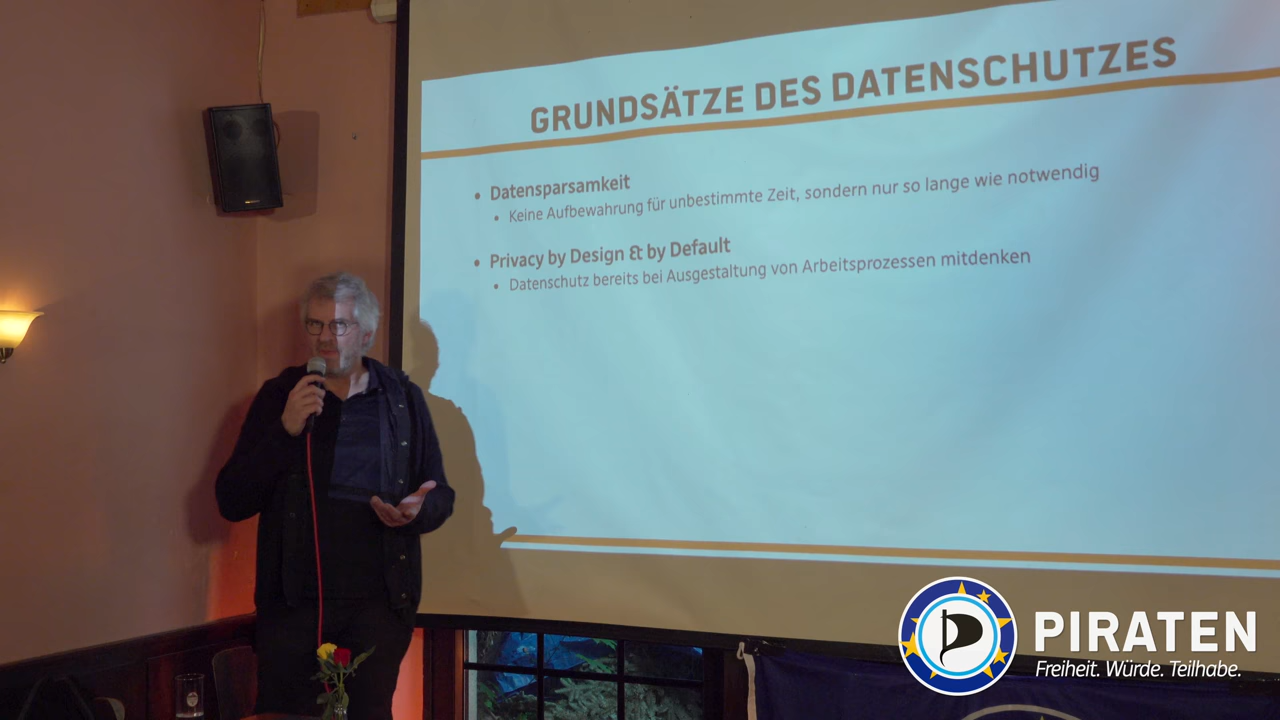 GRUNDSÄTZE DES DATENSCHUTZES
• Datensparsamkeit
• Keine Aufbewahrung für unbestimmte Zeit, sondern nur so lange wie notwendig
• Privacy by Design & by Default
• Datenschutz bereits bei Ausgestaltung von Arbeitsprozessen mitdenken
PIRATEN
Freiheit. Würde. Teilhabe.